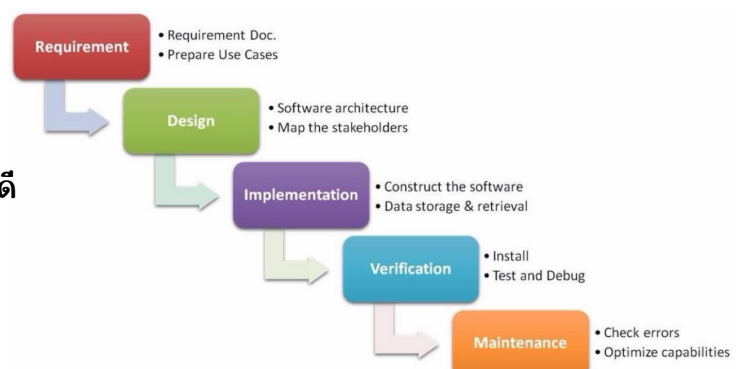 Requirement
• Requirement Doc.
• Prepare Use Cases
Design
• Software architecture
• Map the stakeholders
Implementation
• Construct the software
• Data storage & retrieval
Verification
• Install
• Test and Debug
Maintenance
• Check errors
• Optimize capabilities